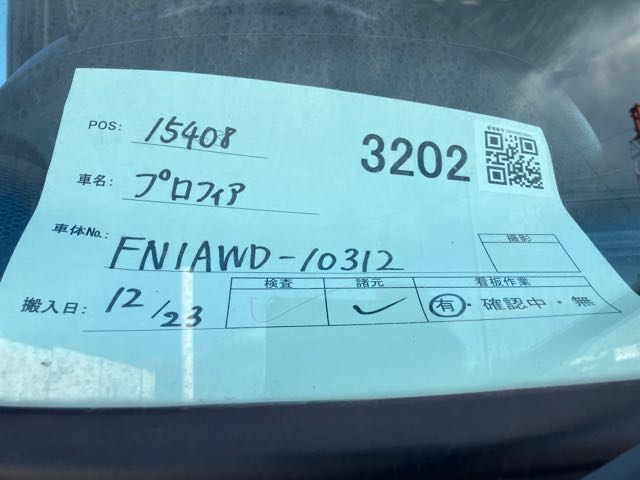 POS: 15408
3202
車名: プロフィア
車体No. FN1AWD-10312
撮影
搬入日: 12/23
検査 諸元 看板作業
有・確認中・無